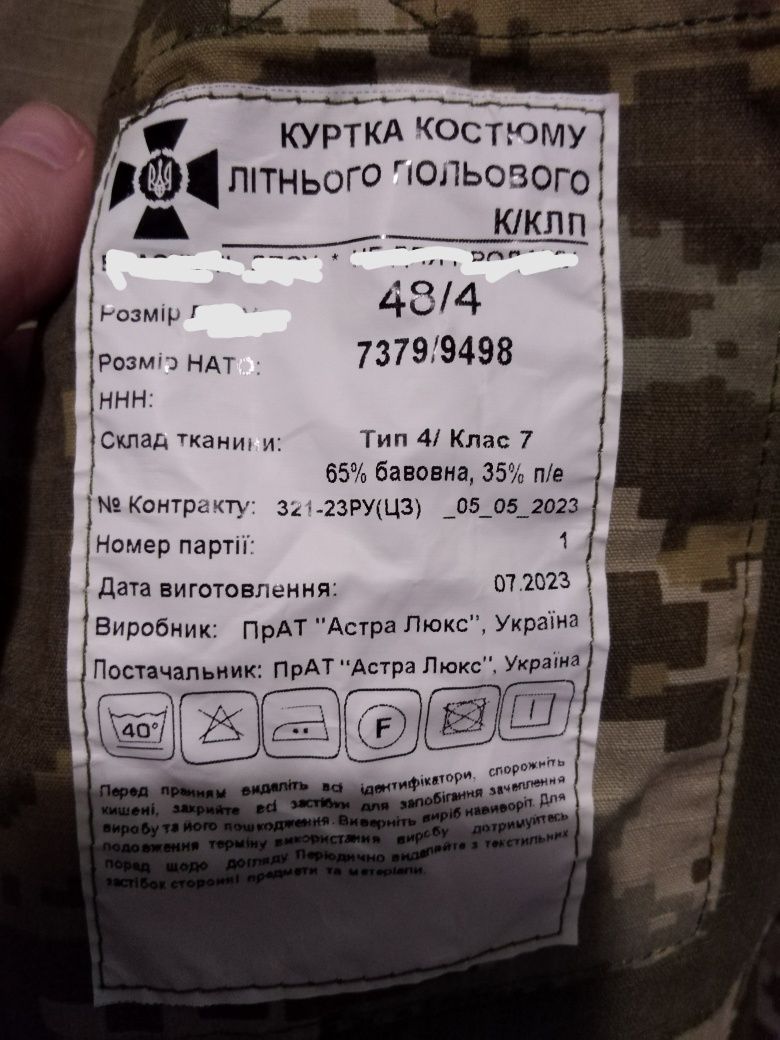 КУРТКА КОСТЮМУ
ЛІТНЬОГО ПОЛЬОВОГО
К/КЛП
*
Розмір 48/4
Розмір НАТО: 7379/9498
ННН:
Склад тканини: Тип 4/ Клас 7
65% бавовна, 35% п/е
№ Контракту: 321-23РУ(ЦЗ) _05_05_2023
Номер партії: 1
Дата виготовлення: 07.2023
Виробник: ПрАТ "Астра Люкс", Україна
Постачальник: ПрАТ "Астра Люкс", Україна
40° F
Перед пранням видаліть всі ідентифікатори, спорожніть
кишені, закрийте всі застібки для запобігання зачеплення
виробу та його пошкодження. Виверніть виріб навиворіт. Для
подовження терміну використання виробу дотримуйтесь
порад щодо догляду Періодично видаляйте з текстильних
застібок сторонні предмети та матеріали.